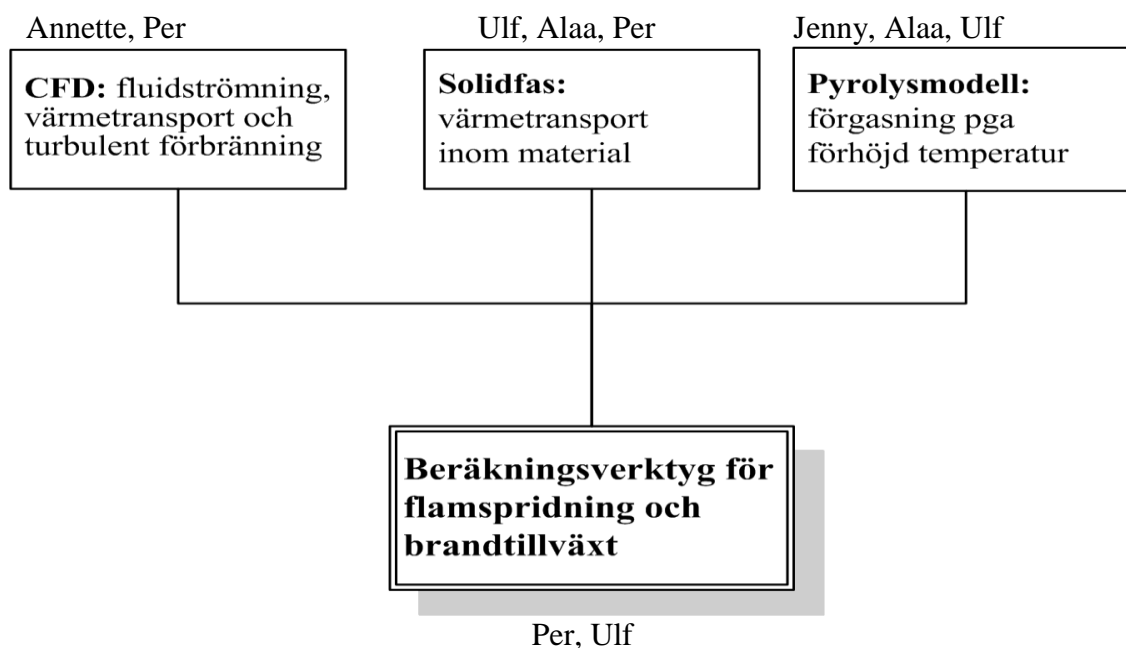 Annette, Per
CFD: fluidströmning,
värmetransport och
turbulent förbränning
Ulf, Alaa, Per
Solidfas:
värmetransport
inom material
Jenny, Alaa, Ulf
Pyrolysmodell:
förgasning pga
förhöjd temperatur
Beräkningsverktyg för
flamspridning och
brandtillväxt
Per, Ulf